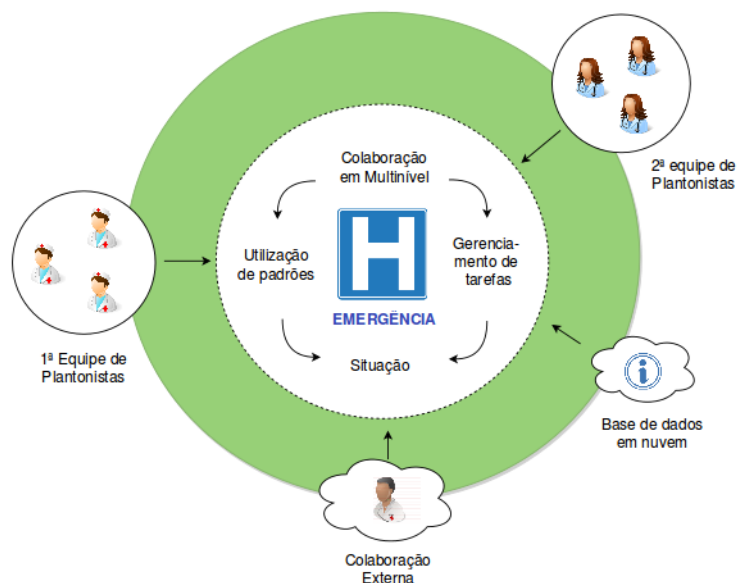 Colaboração
em Multinível
2ª equipe de
Plantonistas
Utilização
de padrões
H
Gerencia-
mento de
tarefas
EMERGÊNCIA
1ª Equipe de
Plantonistas
Situação
i
Base de dados
em nuvem
Colaboração
Externa